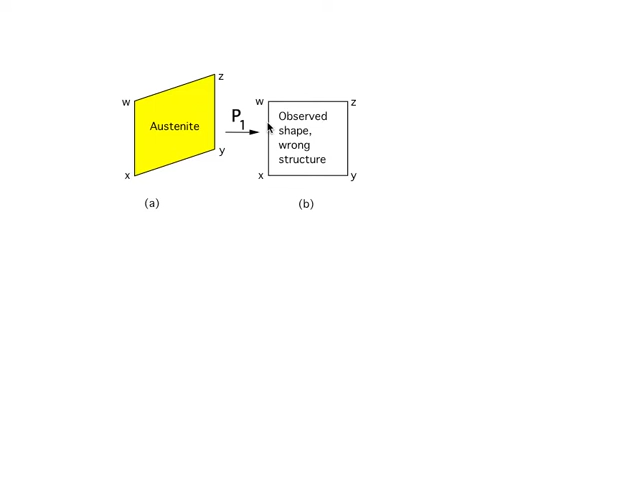 z
w
w
z
P1
Observed
shape,
wrong
structure
Austenite
y
x
x
y
(a)
(b)